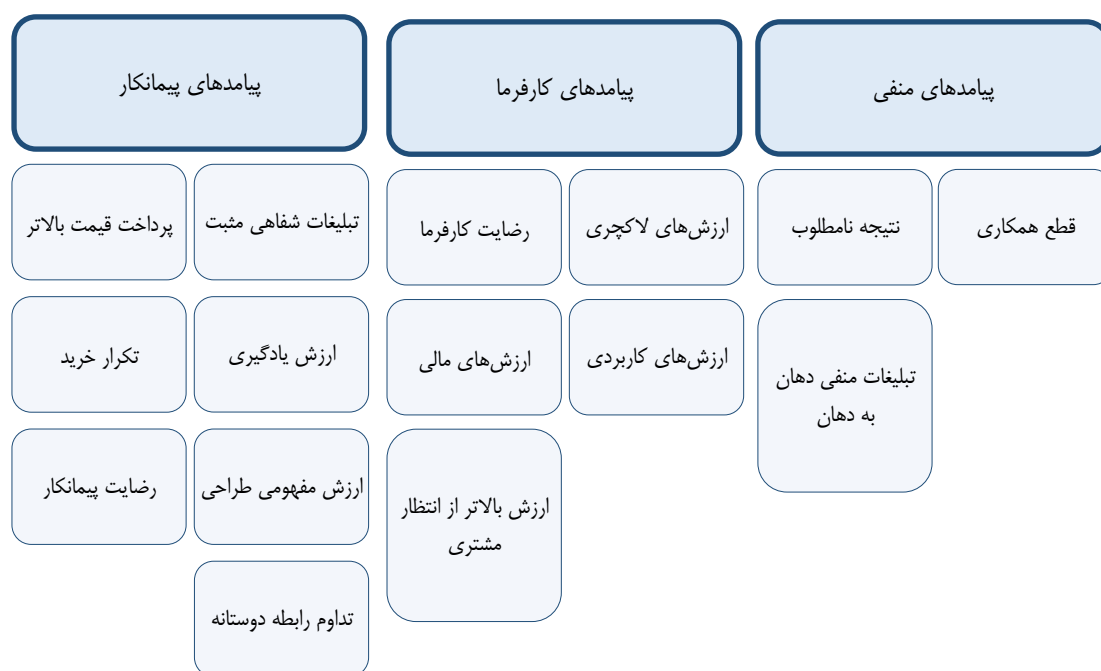 پیامدهای منفی
پیامدهای کارفرما
پیامدهای پیمانکار
قطع همکاری
نتیجه نامطلوب
ارزش‌های لاکچری
رضایت کارفرما
تبلیغات شفاهی مثبت
پرداخت قیمت بالاتر
تبلیغات منفی دهان
به دهان
ارزش‌های کاربردی
ارزش‌های مالی
ارزش یادگیری
تکرار خرید
ارزش بالاتر از انتظار
مشتری
ارزش مفهومی طراحی
رضایت پیمانکار
تداوم رابطه دوستانه